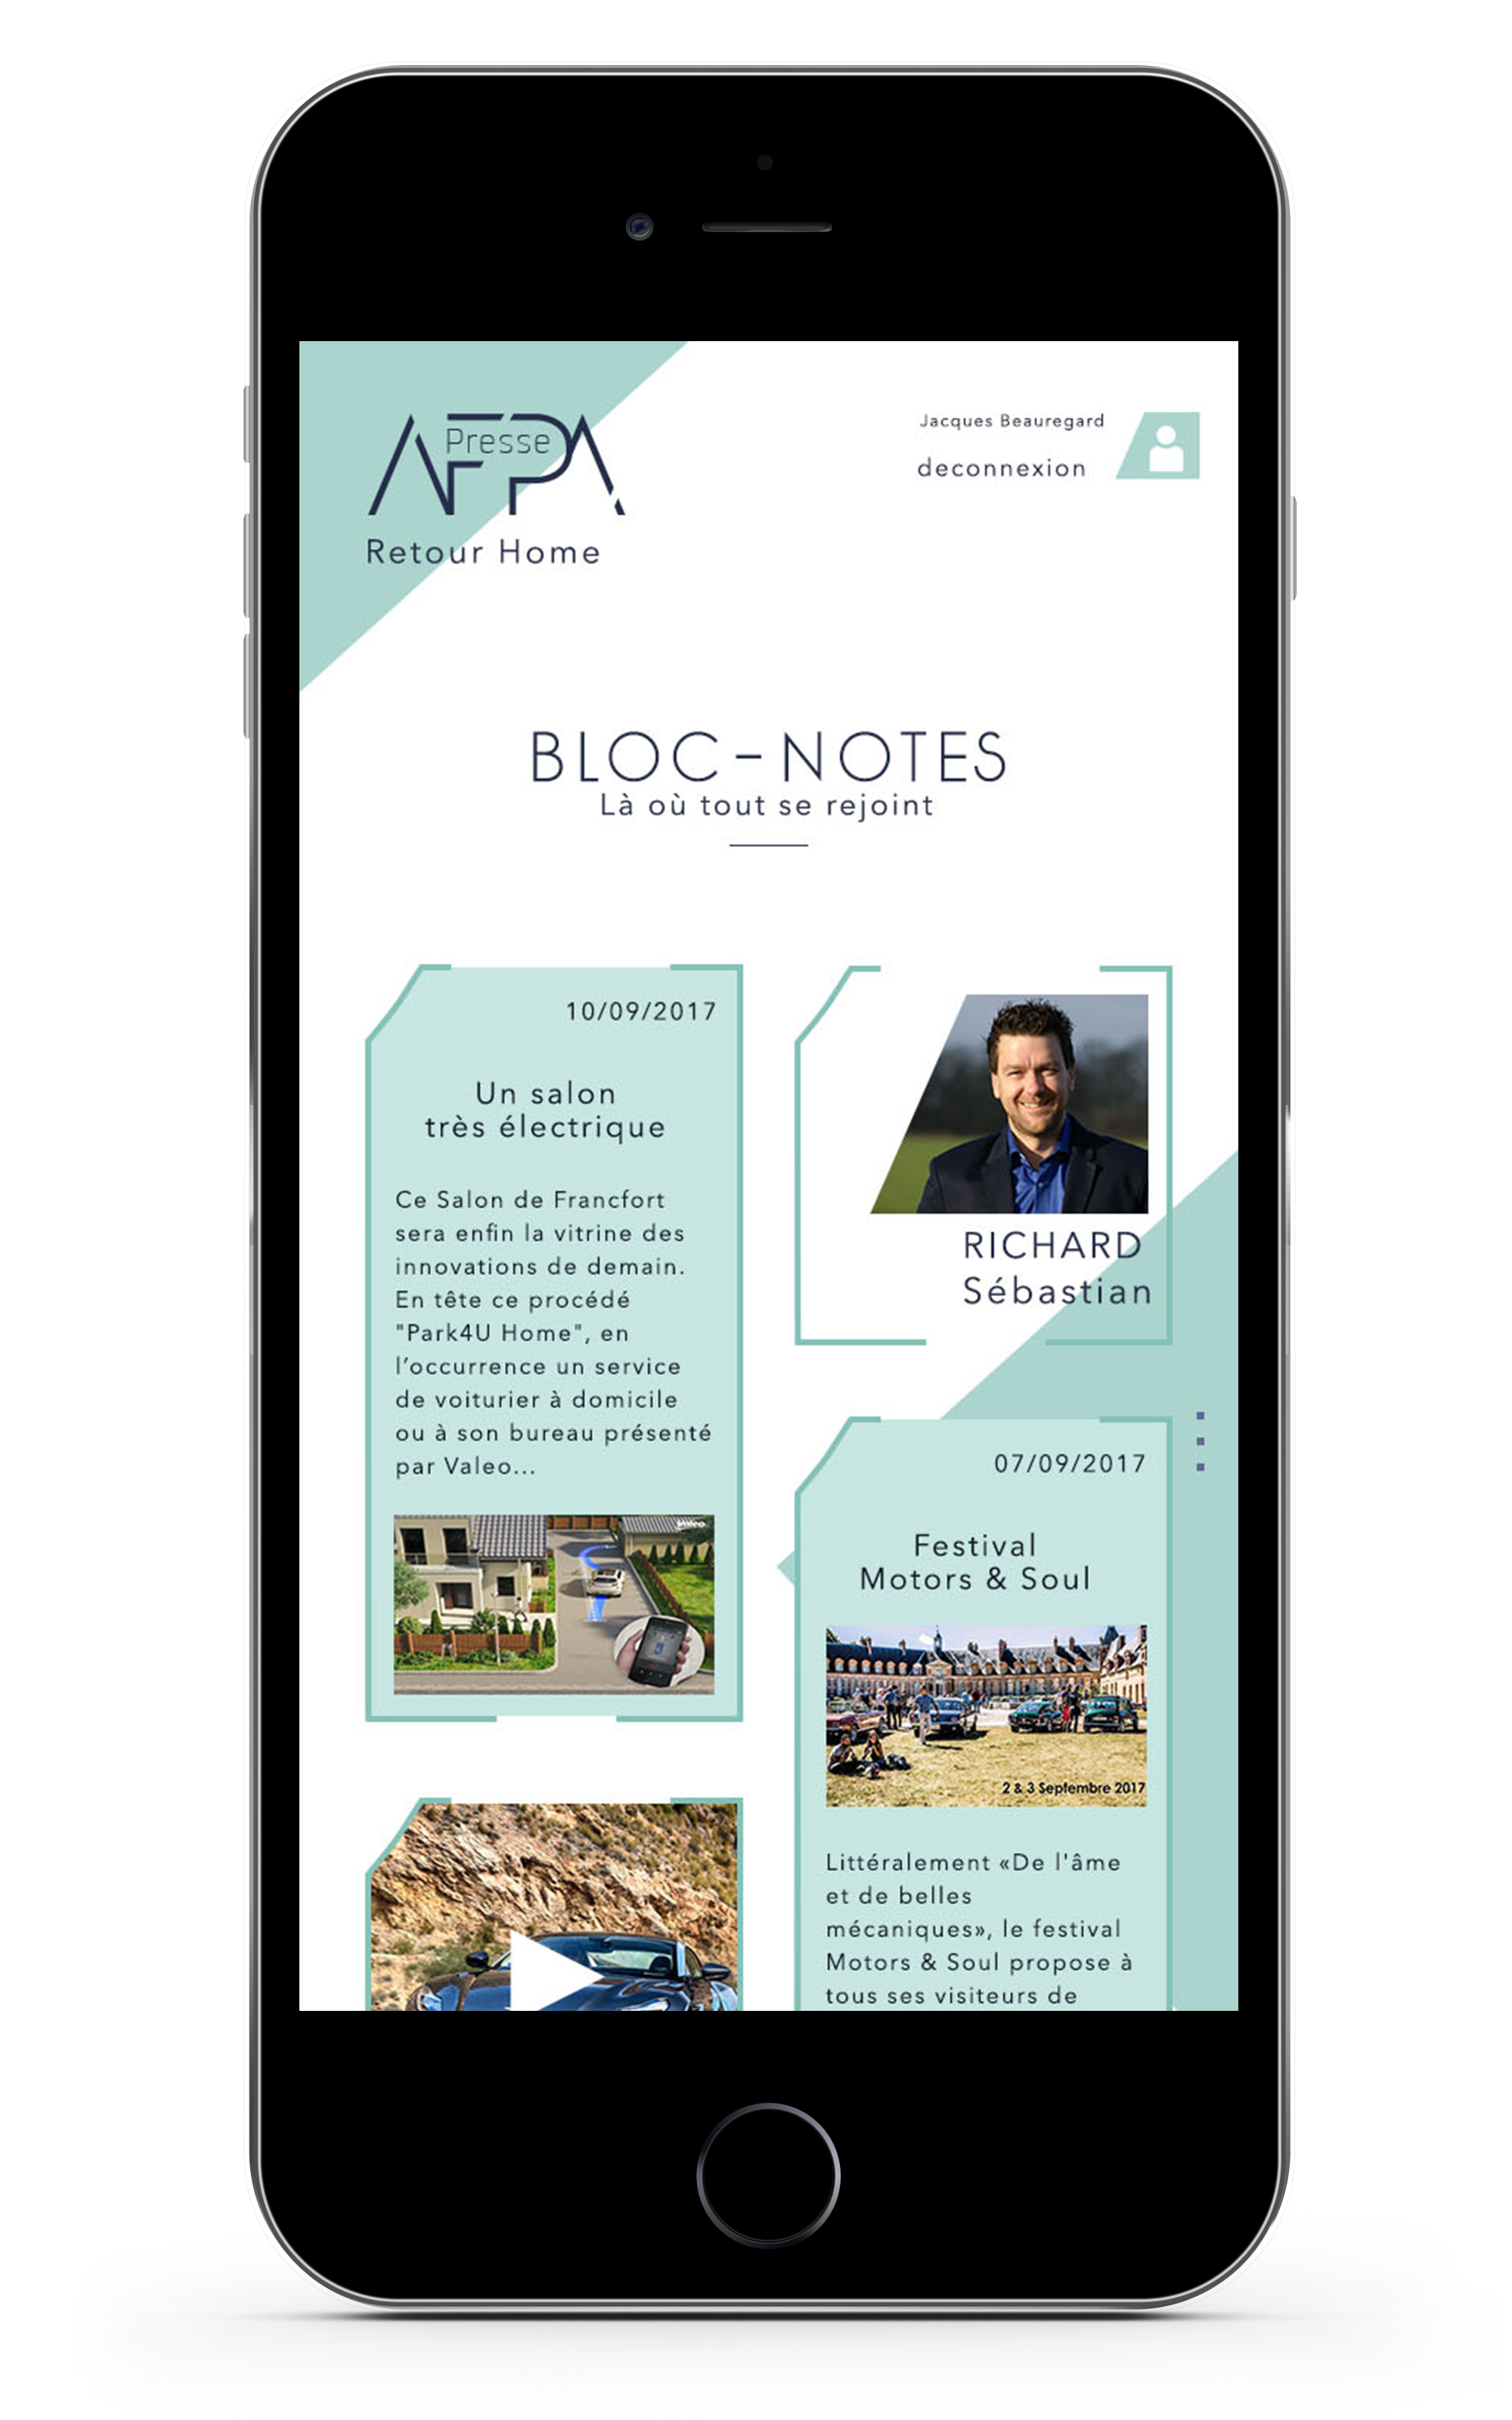 AFPA
Presse
Retour Home
Jacques Beauregard
deconnexion
BLOC-NOTES
Là où tout se rejoint
10/09/2017
Un salon
très électrique
Ce Salon de Francfort
sera enfin la vitrine des
innovations de demain.
En tête ce procédé
"Park4U Home", en
l’occurrence un service
de voiturier à domicile
ou à son bureau présenté
par Valeo...
Valeo
RICHARD
Sébastian
07/09/2017
Festival
Motors & Soul
2 & 3 Septembre 2017
Littéralement «De l'âme
et de belles
mécaniques», le festival
Motors & Soul propose à
tous ses visiteurs de